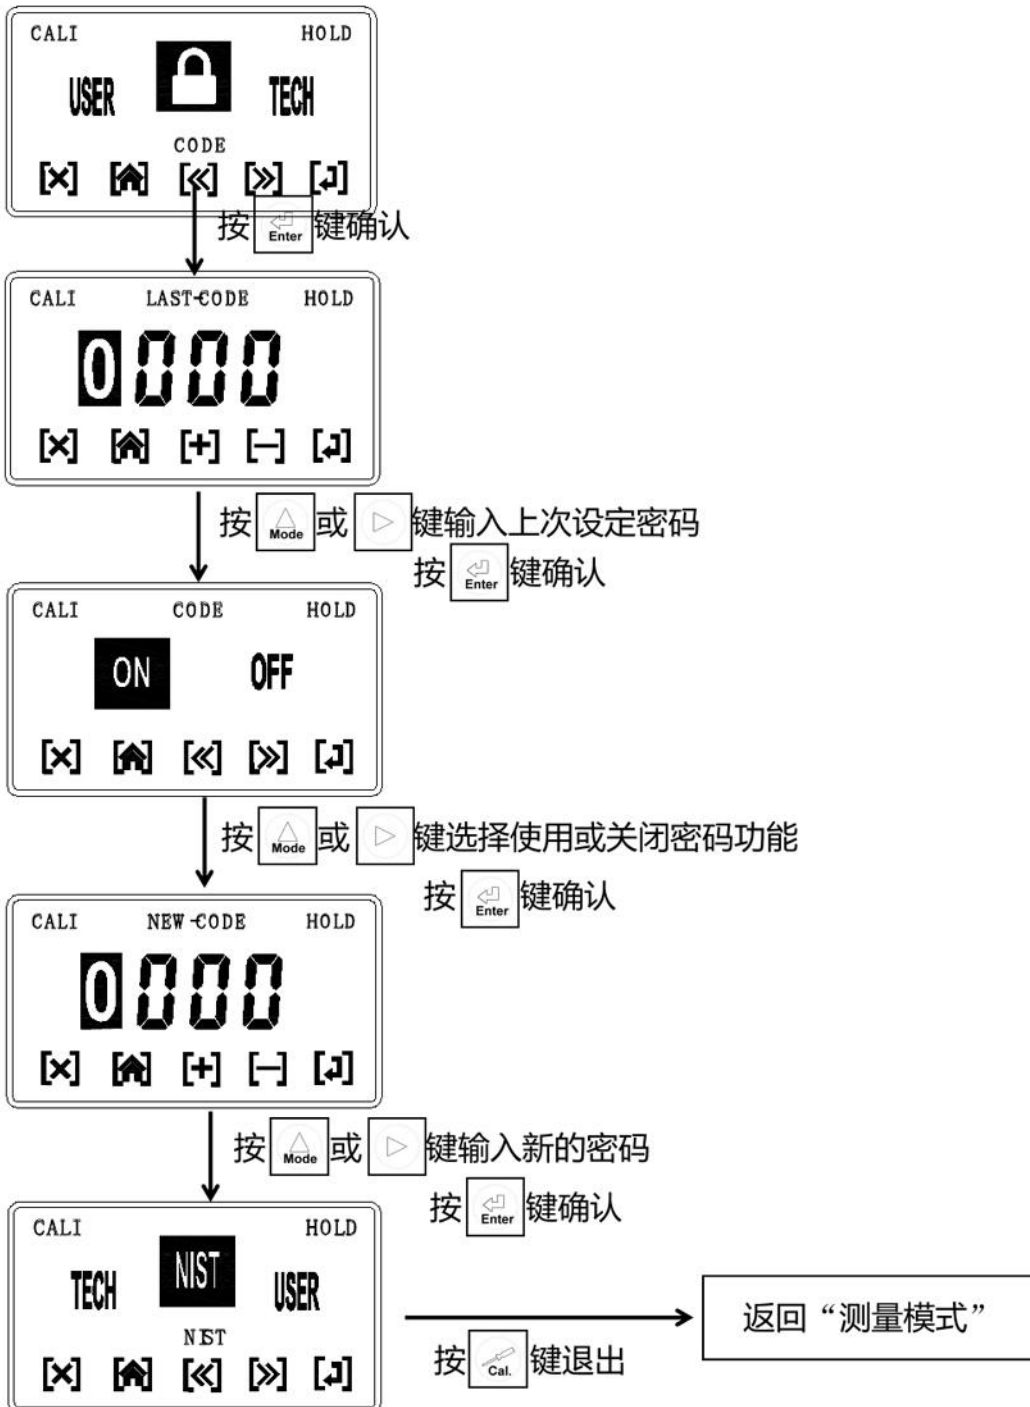 CALI HOLD
USER TECH
CODE
[×] [⌂] [«] [»] [↵]
按 Enter 键确认
CALI LAST-CODE HOLD
0000
[×] [⌂] [+] [—] [↵]
按 Mode 或 ▷ 键输入上次设定密码
按 Enter 键确认
CALI CODE HOLD
ON OFF
[×] [⌂] [«] [»] [↵]
按 Mode 或 ▷ 键选择使用或关闭密码功能
按 Enter 键确认
CALI NEW-CODE HOLD
0000
[×] [⌂] [+] [—] [↵]
按 Mode 或 ▷ 键输入新的密码
按 Enter 键确认
CALI HOLD
TECH NIST USER
NIST
[×] [⌂] [«] [»] [↵]
按 Cal. 键退出
返回“测量模式”